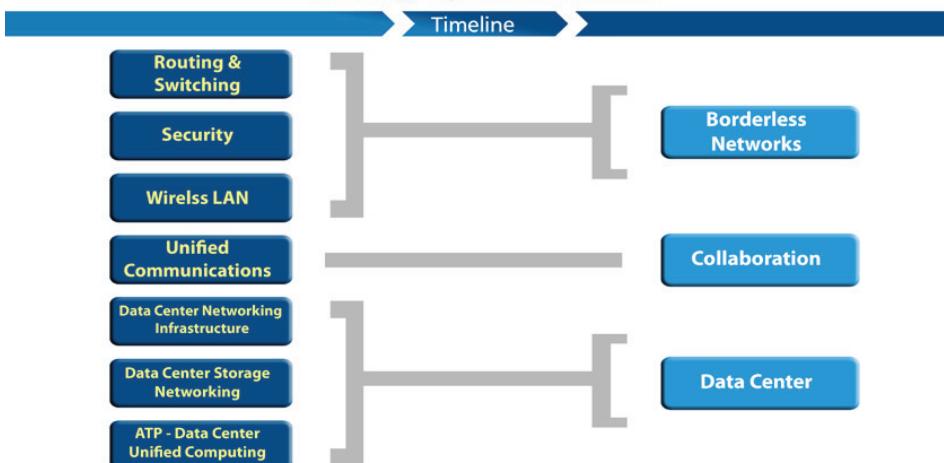 Timeline
Routing &
Switching
Security
Wirelss LAN
Unified
Communications
Data Center Networking
Infrastructure
Data Center Storage
Networking
ATP - Data Center
Unified Computing
Borderless
Networks
Collaboration
Data Center